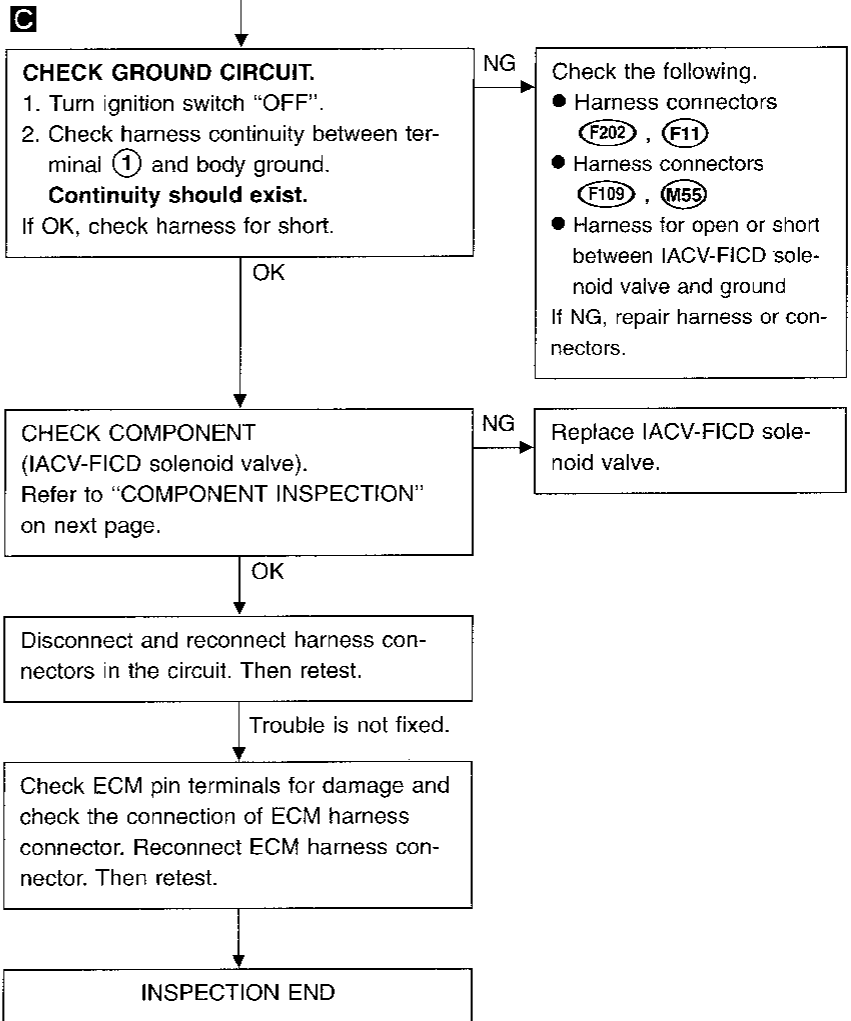 C
CHECK GROUND CIRCUIT.
1. Turn ignition switch “OFF”.
2. Check harness continuity between ter-
minal ① and body ground.
Continuity should exist.
If OK, check harness for short.
NG
Check the following.
● Harness connectors
F202 , F11
● Harness connectors
F109 , M55
● Harness for open or short
between IACV-FICD sole-
noid valve and ground
If NG, repair harness or con-
nectors.
OK
CHECK COMPONENT
(IACV-FICD solenoid valve).
Refer to “COMPONENT INSPECTION”
on next page.
NG
Replace IACV-FICD sole-
noid valve.
OK
Disconnect and reconnect harness con-
nectors in the circuit. Then retest.
Trouble is not fixed.
Check ECM pin terminals for damage and
check the connection of ECM harness
connector. Reconnect ECM harness con-
nector. Then retest.
INSPECTION END